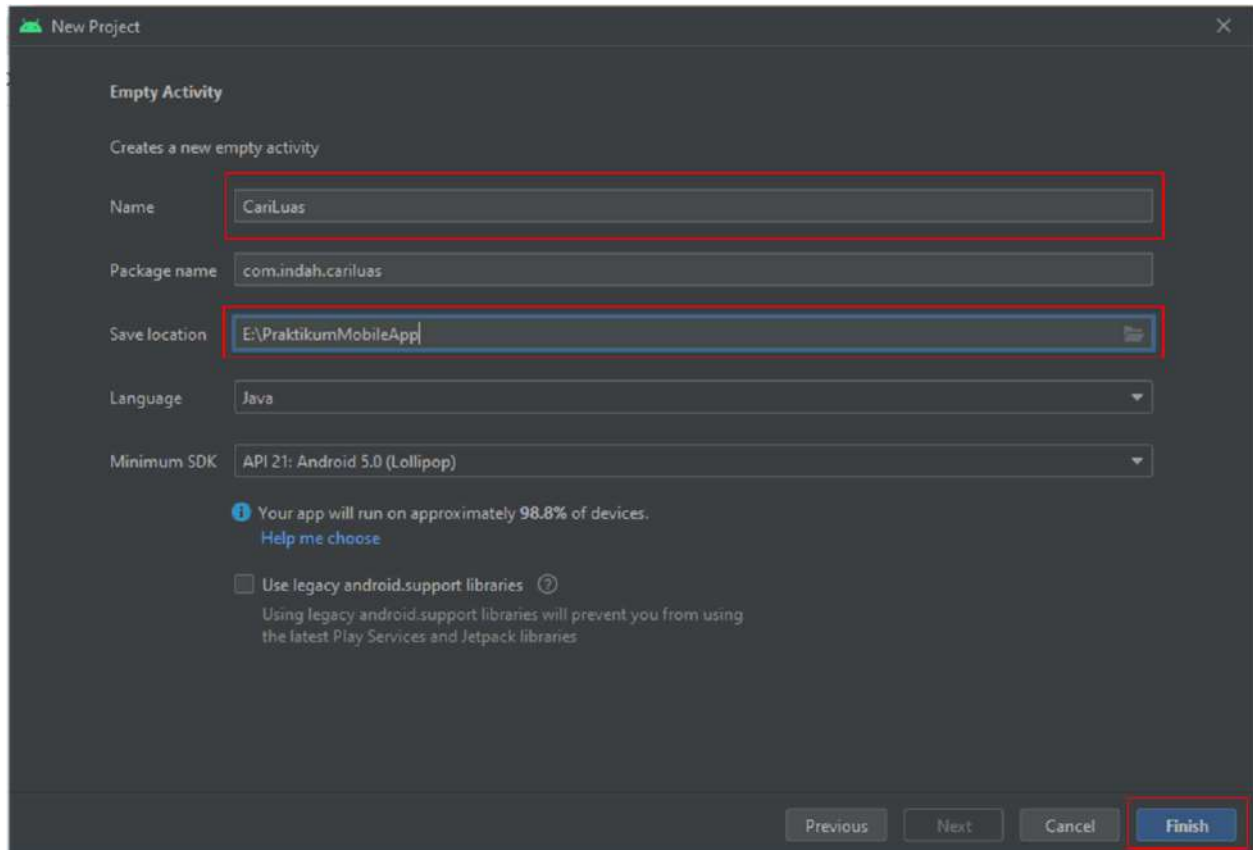 New Project
Empty Activity
Creates a new empty activity
Name CariLuas
Package name com.indah.cariluas
Save location E:\PraktikumMobileApp
Language Java
Minimum SDK API 21: Android 5.0 (Lollipop)
Your app will run on approximately 98.8% of devices.
Help me choose
Use legacy android.support libraries
Using legacy android.support libraries will prevent you from using
the latest Play Services and Jetpack libraries
Previous Next Cancel Finish